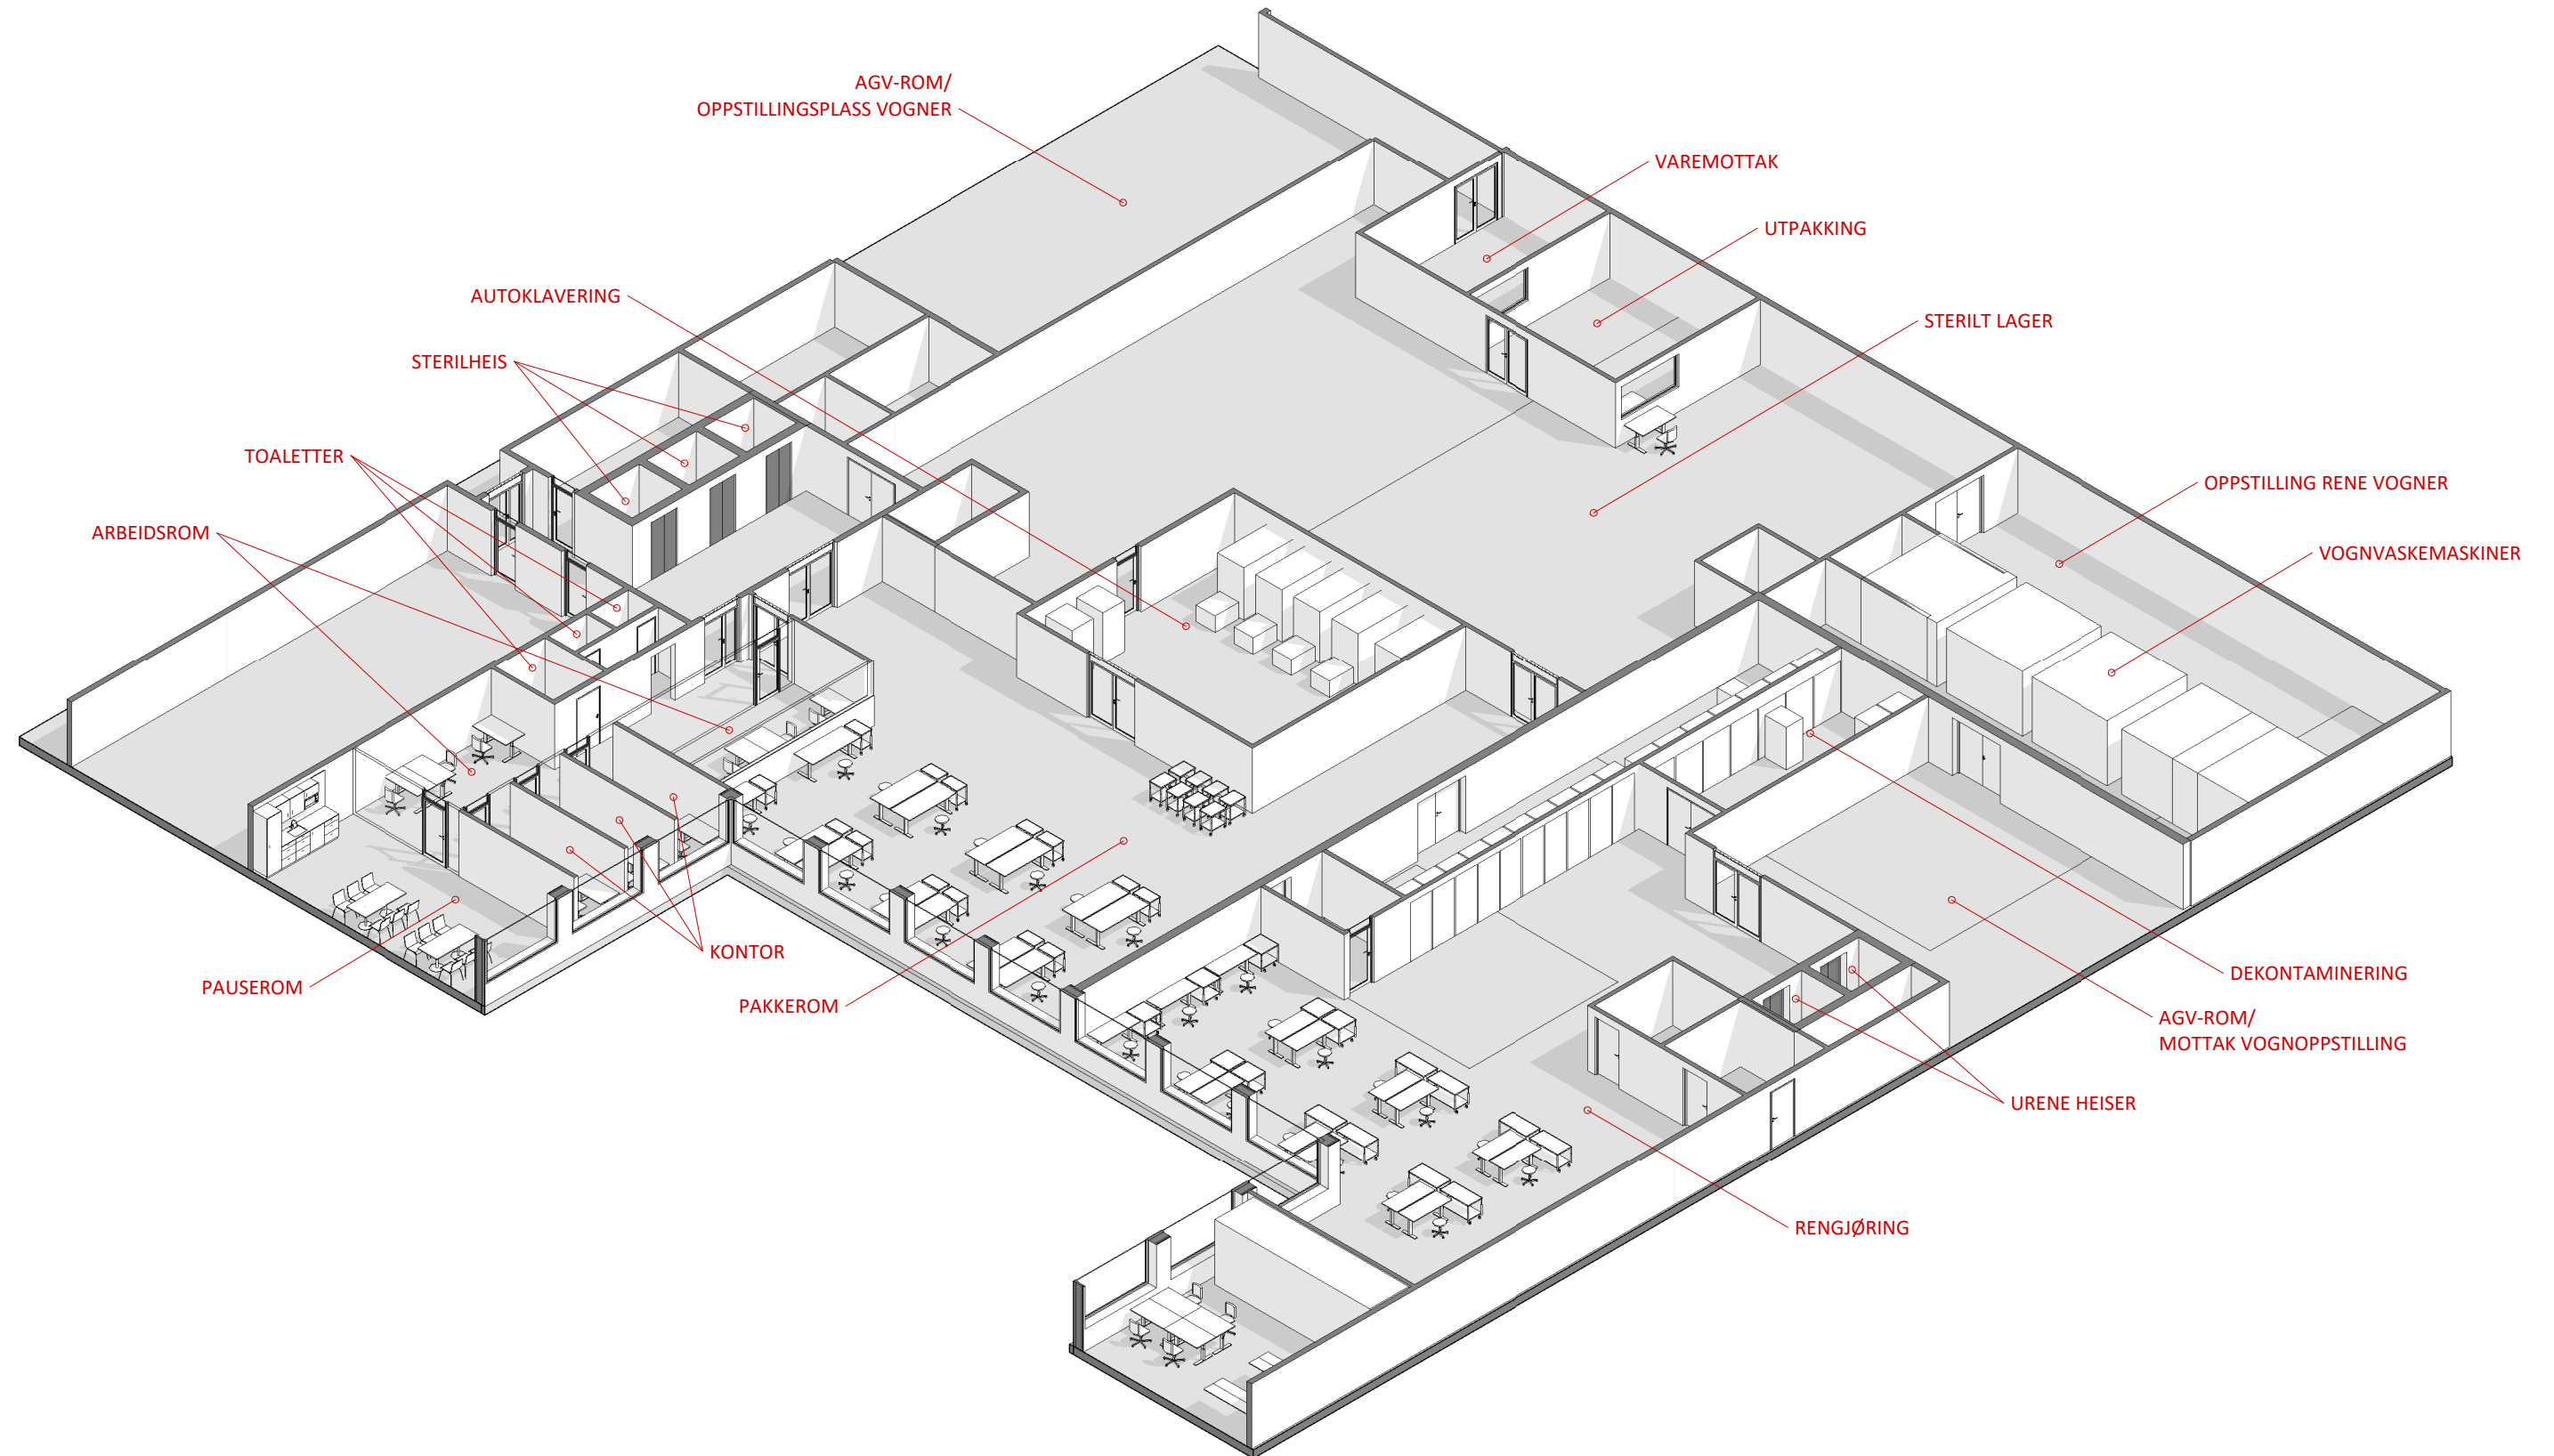 AGV-ROM/
OPPSTILLINGSPLASS VOGNER
VAREMOTTAK
UTPAKKING
AUTOKLAVERING
STERILT LAGER
STERILHEIS
TOALETTER
OPPSTILLING RENE VOGNER
ARBEIDSROM
VOGNVASKEMASKINER
KONTOR
DEKONTAMINERING
PAUSEROM
PAKKEROM
AGV-ROM/
MOTTAK VOGNOPPSTILLING
URENE HEISER
RENGJØRING